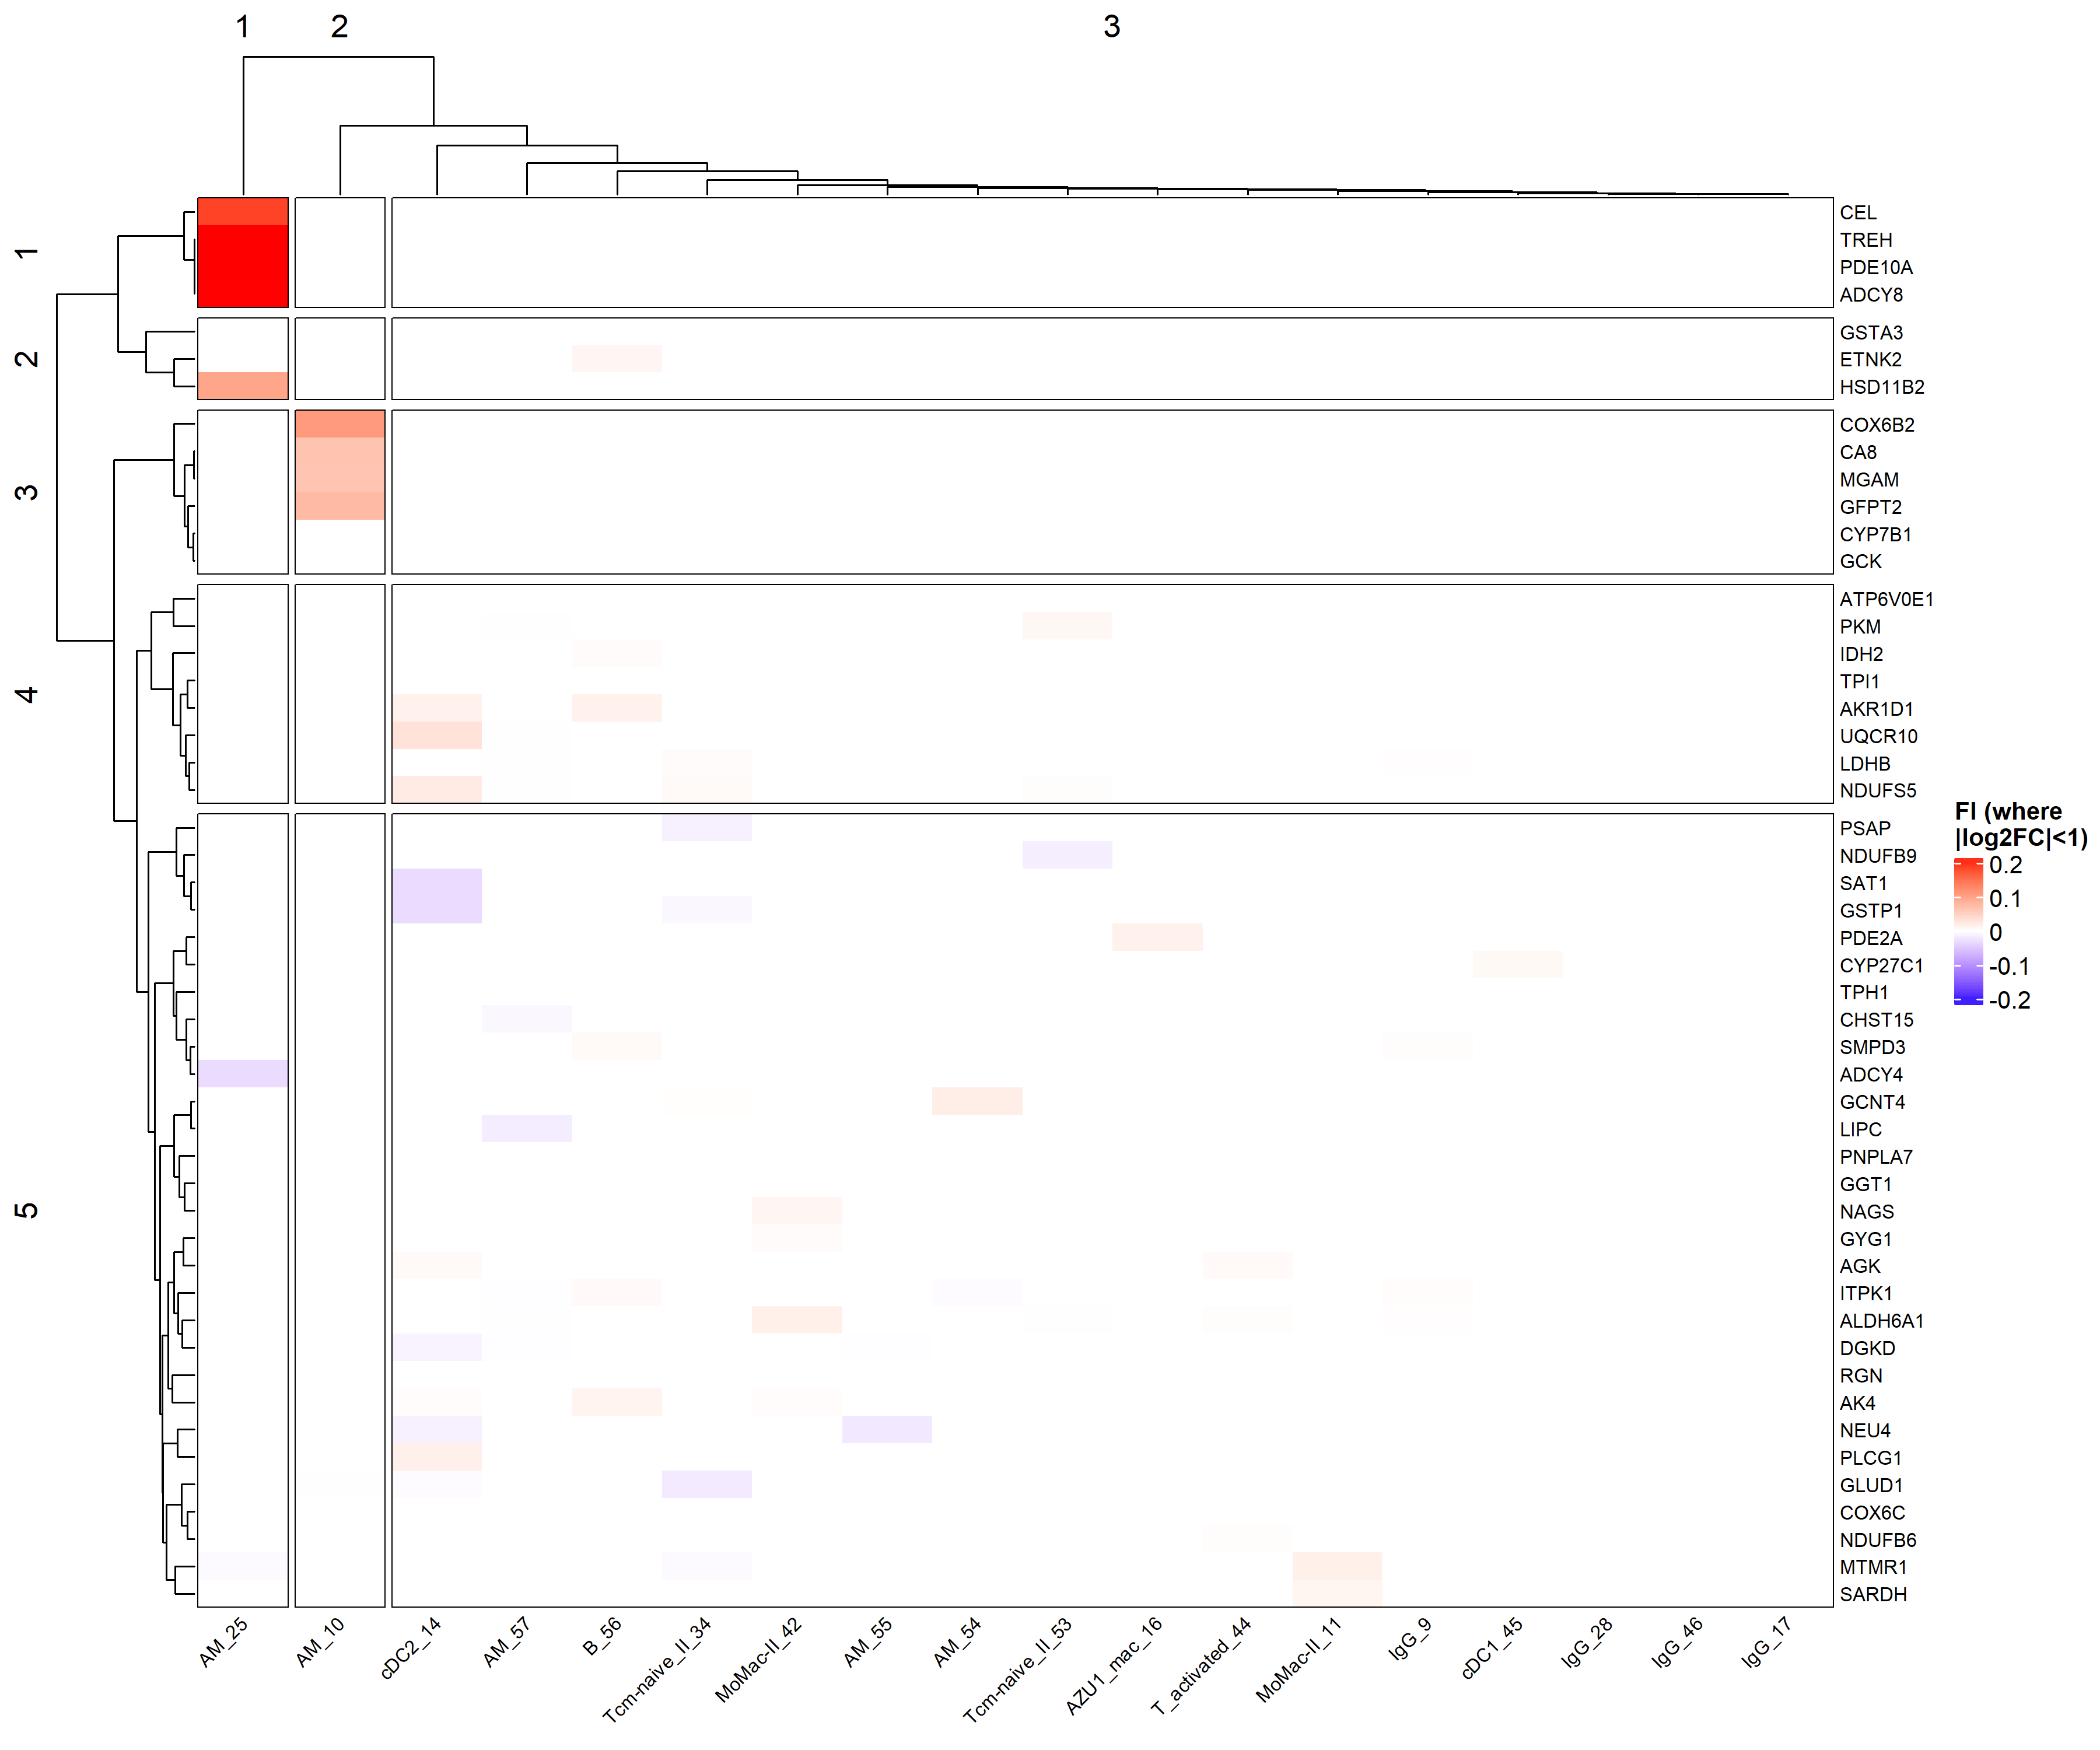 1
2
3
1
2
3
4
5
CEL
TREH
PDE10A
ADCY8
GSTA3
ETNK2
HSD11B2
COX6B2
CA8
MGAM
GFPT2
CYP7B1
GCK
ATP6V0E1
PKM
IDH2
TPI1
AKR1D1
UQCR10
LDHB
NDUFS5
PSAP
NDUFB9
SAT1
GSTP1
PDE2A
CYP27C1
TPH1
CHST15
SMPD3
ADCY4
GCNT4
LIPC
PNPLA7
GGT1
NAGS
GYG1
AGK
ITPK1
ALDH6A1
DGKD
RGN
AK4
NEU4
PLCG1
GLUD1
COX6C
NDUFB6
MTMR1
SARDH
FI (where
|log2FC|<1)
0.2
0.1
0
-0.1
-0.2
AM_25
AM_10
cDC2_14
AM_57
B_56
Tcm-naive_II_34
MoMac-II_42
AM_55
AM_54
Tcm-naive_II_53
AZU1_mac_16
T_activated_44
MoMac-II_11
IgG_9
cDC1_45
IgG_28
IgG_46
IgG_17